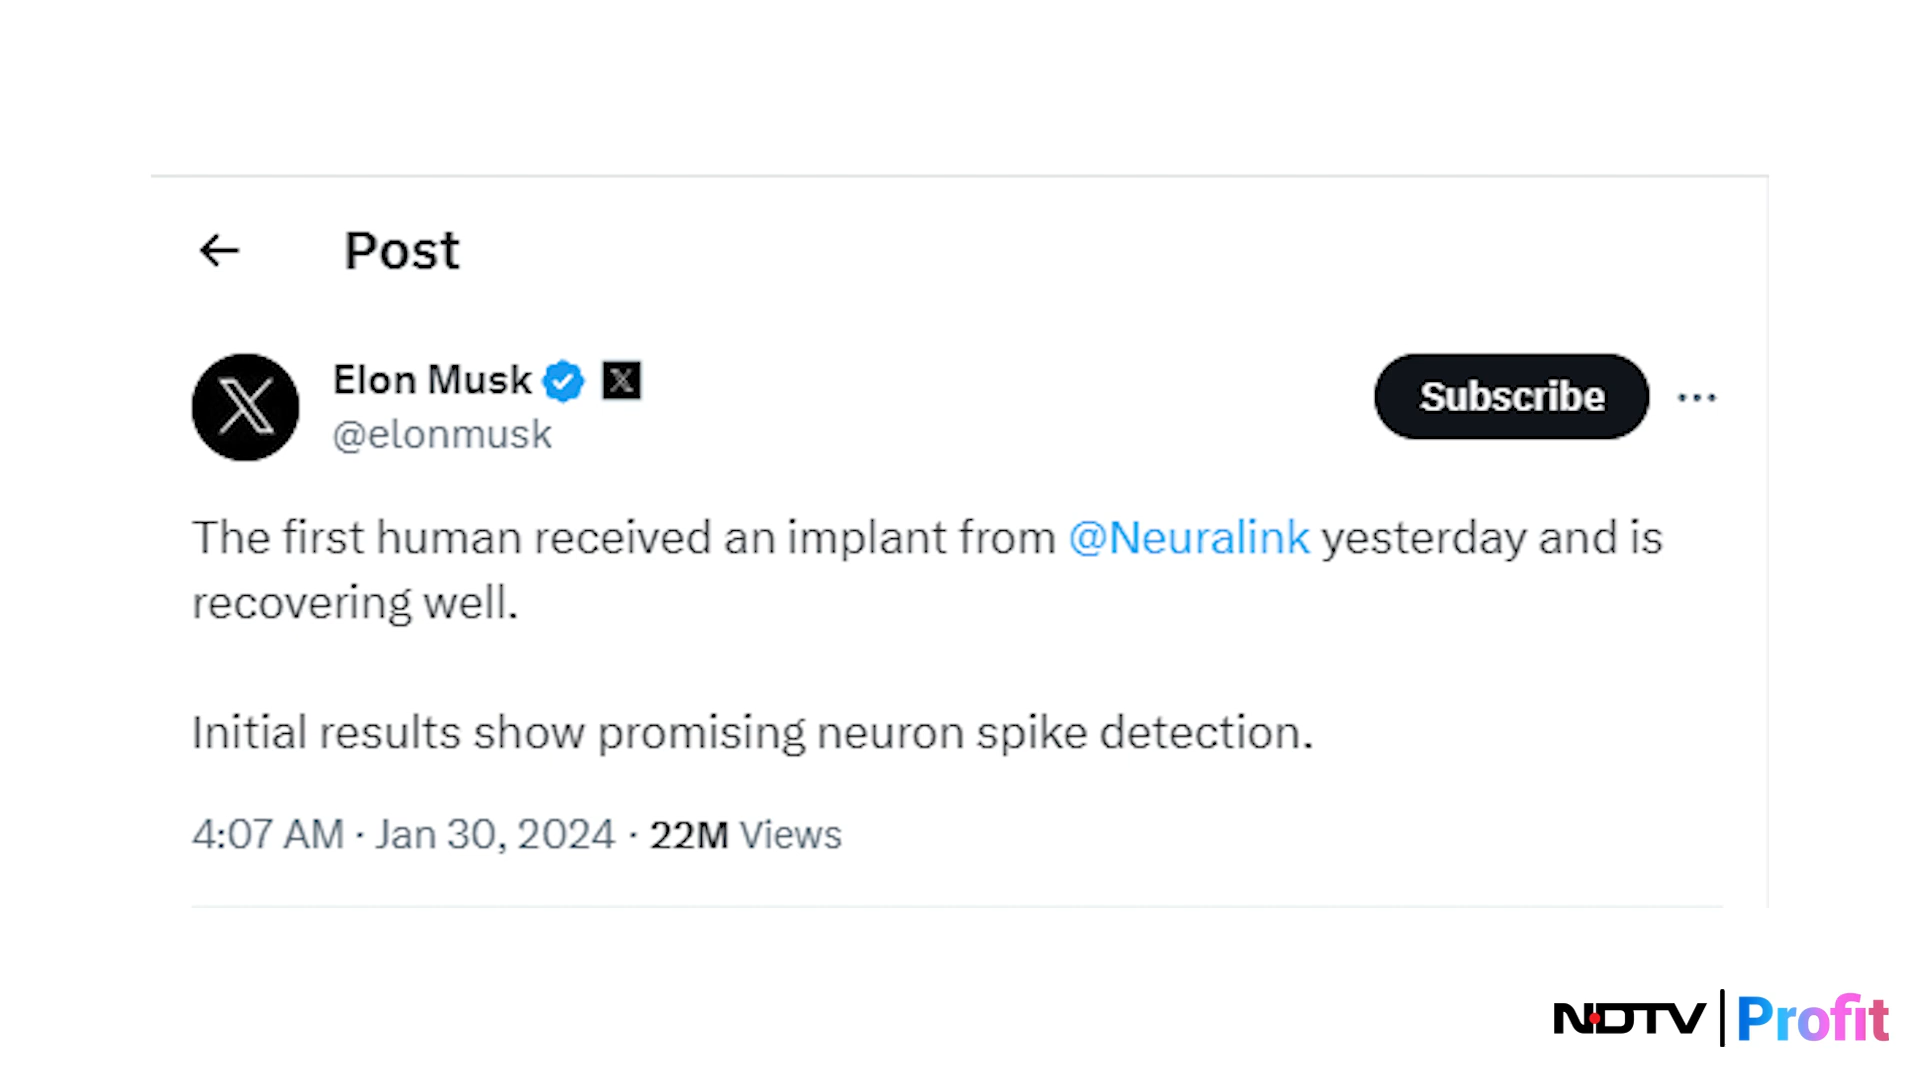 Post
Elon Musk
@elonmusk
Subscribe
The first human received an implant from @Neuralink yesterday and is
recovering well.
Initial results show promising neuron spike detection.
4:07 AM · Jan 30, 2024 · 22M Views
NDTV | Profit